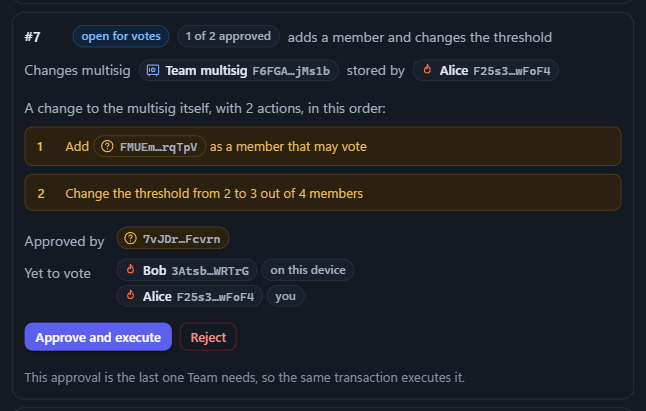 #7 open for votes 1 of 2 approved adds a member and changes the threshold
Changes multisig Team multisig F6FGA…jMs1b stored by Alice F25s3…wFoF4
A change to the multisig itself, with 2 actions, in this order:
1 Add FMUEm…rqTpV as a member that may vote
2 Change the threshold from 2 to 3 out of 4 members
Approved by 7vJDr…Fcvrn
Yet to vote Bob 3Atsb…WRTrG on this device
Alice F25s3…wFoF4 you
Approve and execute Reject
This approval is the last one Team needs, so the same transaction executes it.